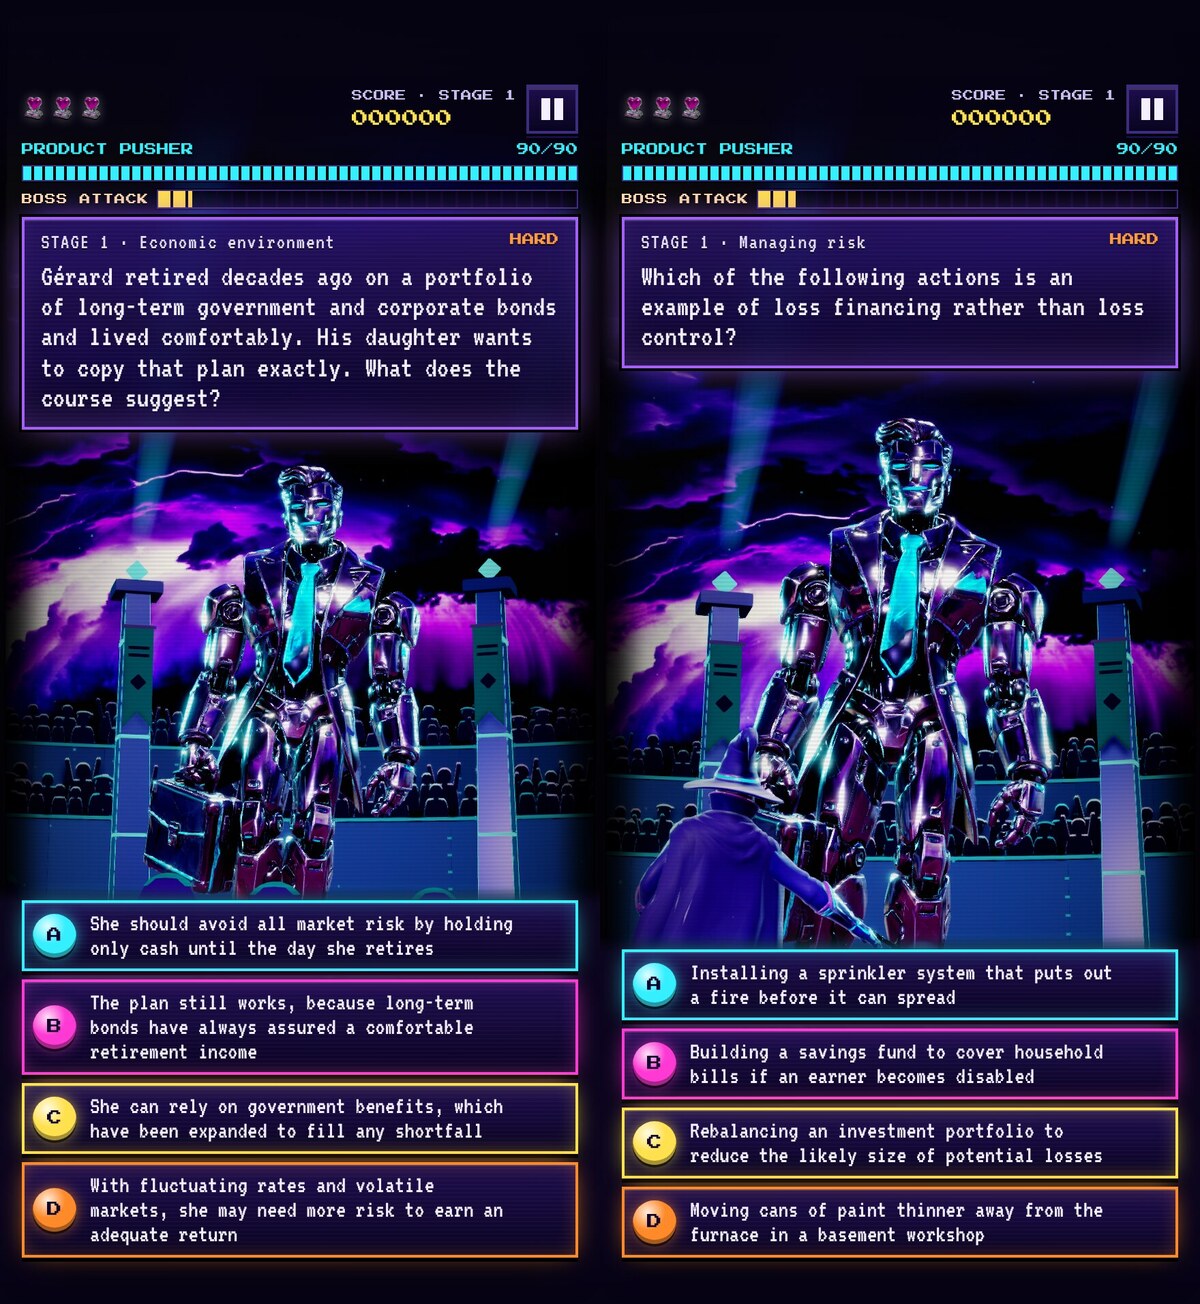 SCORE · STAGE 1
000000
PRODUCT PUSHER
90/90
BOSS ATTACK
STAGE 1 · Economic environment
HARD
Gérard retired decades ago on a portfolio
of long-term government and corporate bonds
and lived comfortably. His daughter wants
to copy that plan exactly. What does the
course suggest?
A
She should avoid all market risk by holding
only cash until the day she retires
B
The plan still works, because long-term
bonds have always assured a comfortable
retirement income
C
She can rely on government benefits, which
have been expanded to fill any shortfall
D
With fluctuating rates and volatile
markets, she may need more risk to earn an
adequate return
SCORE · STAGE 1
000000
PRODUCT PUSHER
90/90
BOSS ATTACK
STAGE 1 · Managing risk
HARD
Which of the following actions is an
example of loss financing rather than loss
control?
A
Installing a sprinkler system that puts out
a fire before it can spread
B
Building a savings fund to cover household
bills if an earner becomes disabled
C
Rebalancing an investment portfolio to
reduce the likely size of potential losses
D
Moving cans of paint thinner away from the
furnace in a basement workshop